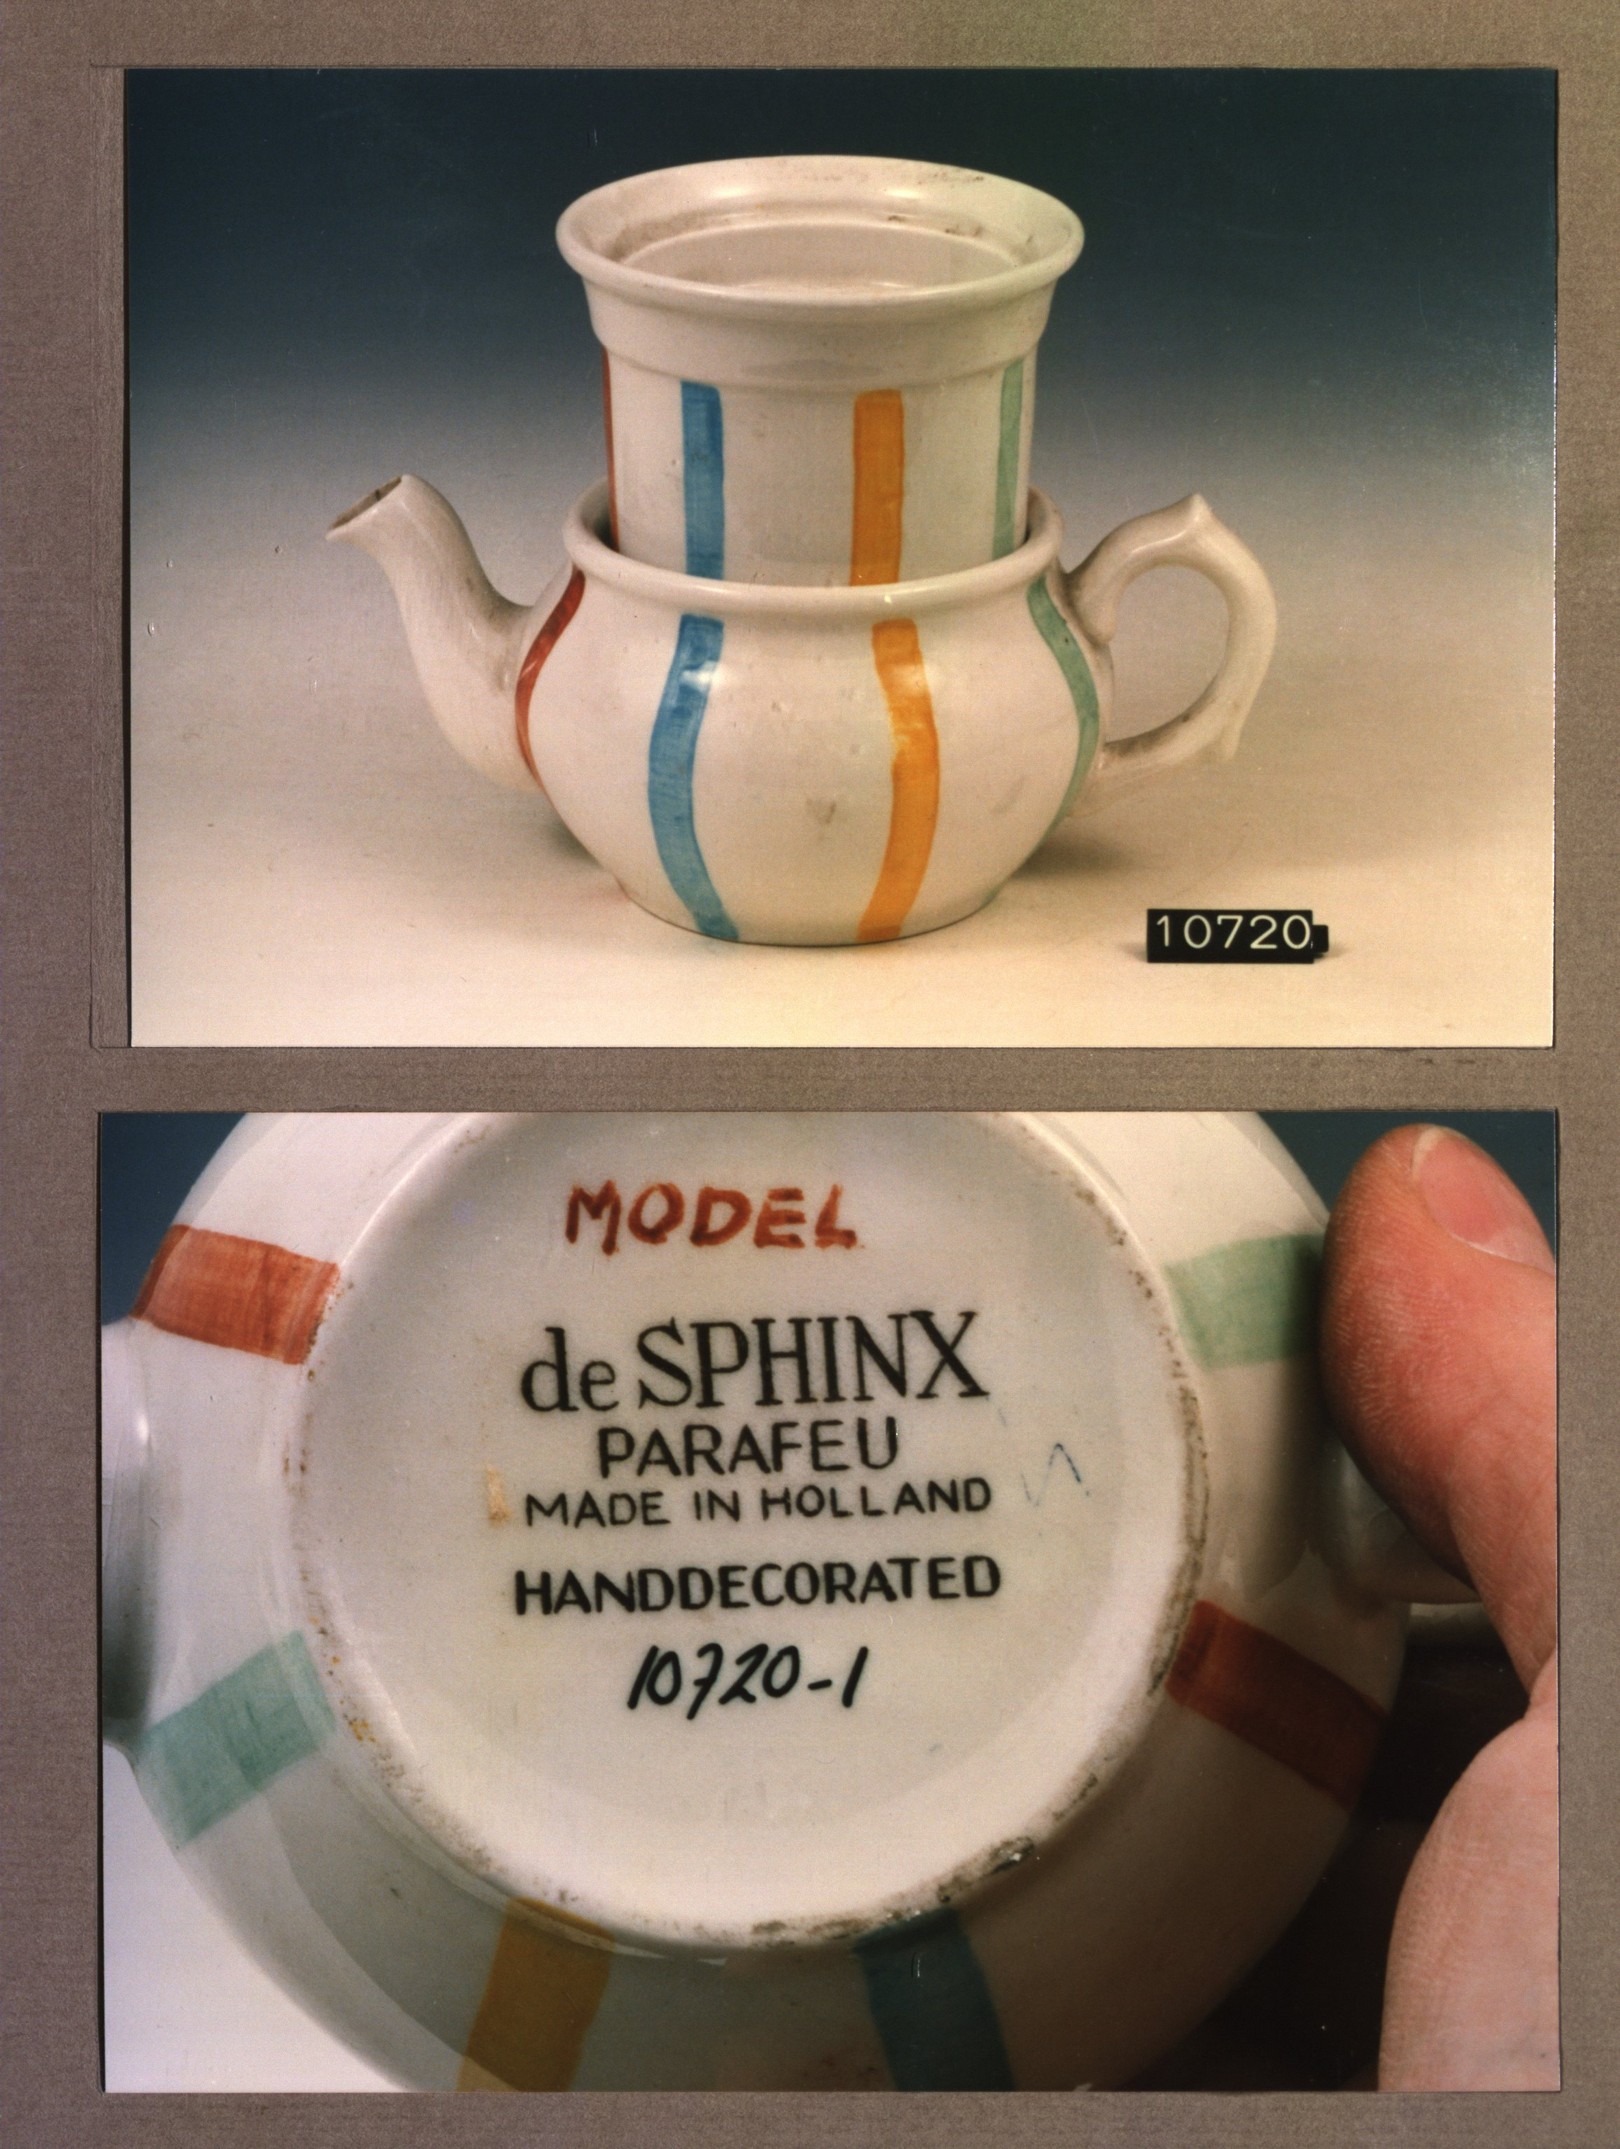 10720
MODEL
de SPHINX
PARAFEU
MADE IN HOLLAND
HANDDECORATED
10720-1